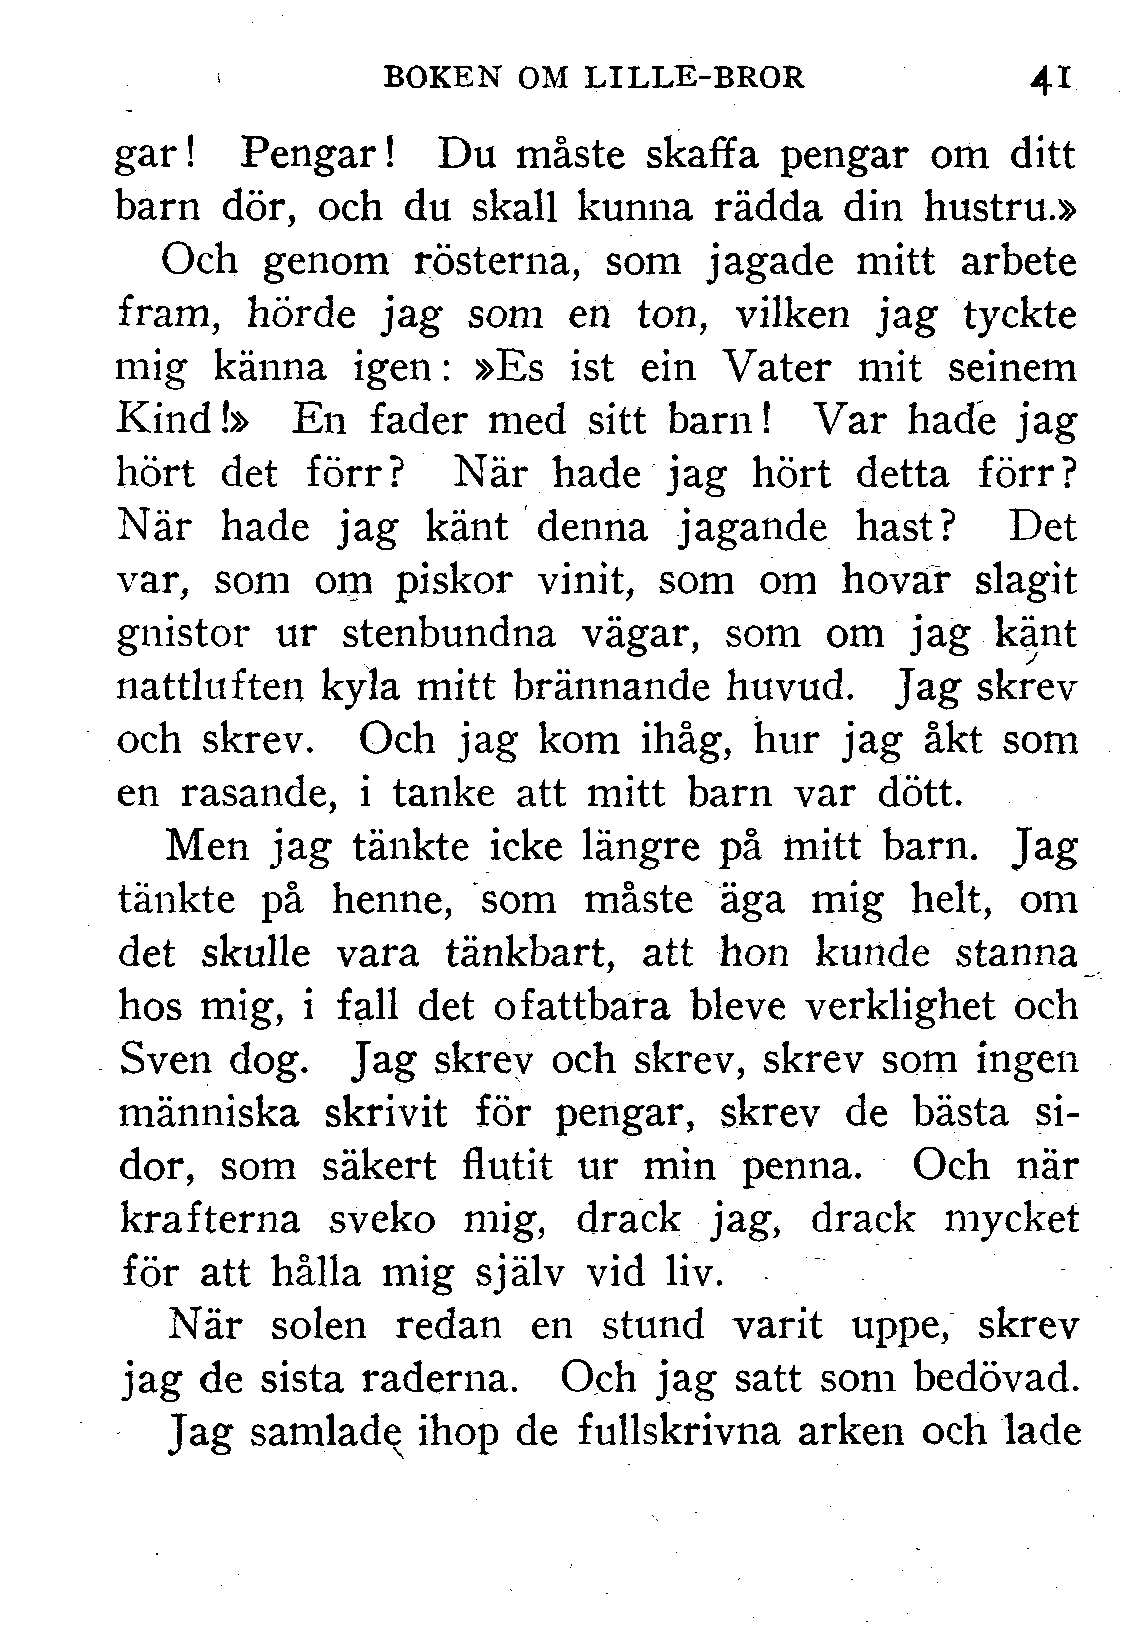 BOKEN OM LILLE-BROR 41
gar! Pengar! Du måste skaffa pengar om ditt
barn dör, och du skall kunna rädda din hustru.»
Och genom rösterna, som jagade mitt arbete
fram, hörde jag som en ton, vilken jag tyckte
mig känna igen: »Es ist ein Vater mit seinem
Kind!» En fader med sitt barn! Var hade jag
hört det förr? När hade jag hört detta förr?
När hade jag känt denna jagande hast? Det
var, som om piskor vinit, som om hovar slagit
gnistor ur stenbundna vägar, som om jag känt
nattluften kyla mitt brännande huvud. Jag skrev
och skrev. Och jag kom ihåg, hur jag åkt som
en rasande, i tanke att mitt barn var dött.
Men jag tänkte icke längre på mitt barn. Jag
tänkte på henne, som måste äga mig helt, om
det skulle vara tänkbart, att hon kunde stanna
hos mig, i fall det ofattbara bleve verklighet och
Sven dog. Jag skrev och skrev, skrev som ingen
människa skrivit för pengar, skrev de bästa si-
dor, som säkert flutit ur min penna. Och när
krafterna sveko mig, drack jag, drack mycket
för att hålla mig själv vid liv.
När solen redan en stund varit uppe, skrev
jag de sista raderna. Och jag satt som bedövad.
Jag samlade ihop de fullskrivna arken och lade